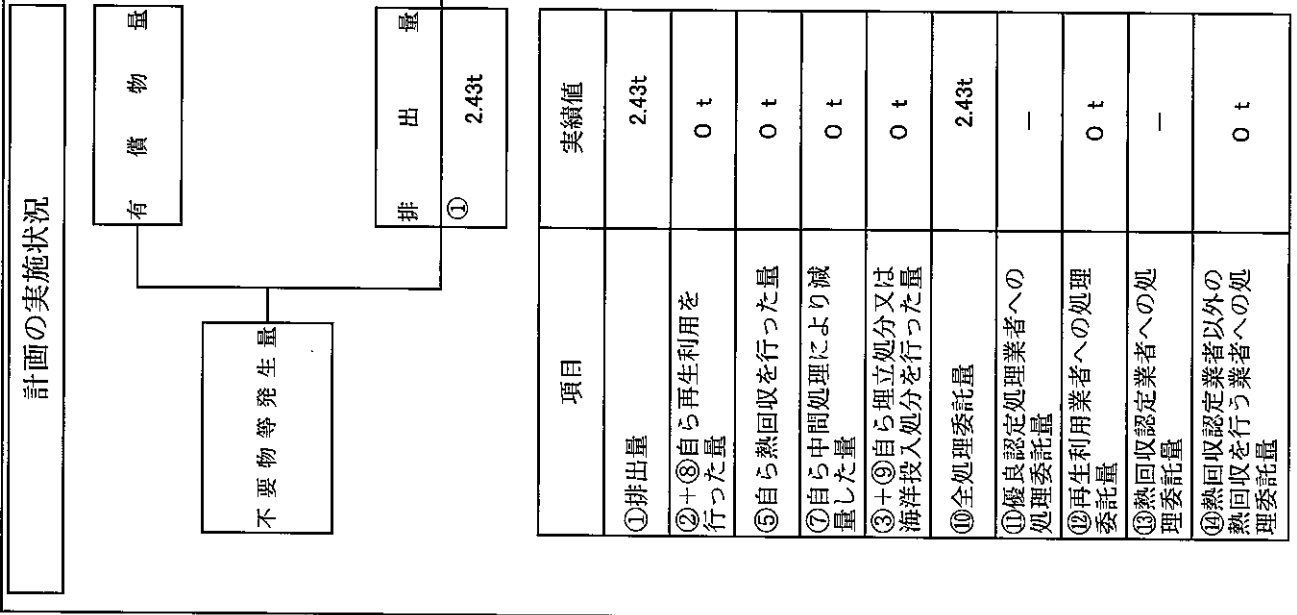 計画の実施状況
有償物量
不要物等発生量
排出量
①
2.43t
項目 実績値
①排出量 2.43t
②+⑧自ら再生利用を
行った量 0 t
⑤自ら熱回収を行った量 0 t
⑦自ら中間処理により減
量した量 0 t
③+⑨自ら埋立処分又は
海洋投入処分を行った量 0 t
⑩全処理委託量 2.43t
⑪優良認定処理業者への
処理委託量 －
⑫再生利用業者への処理
委託量 0 t
⑬熱回収認定業者への処
理委託量 －
⑭熱回収認定業者以外の
熱回収を行う業者への処
理委託量 0 t